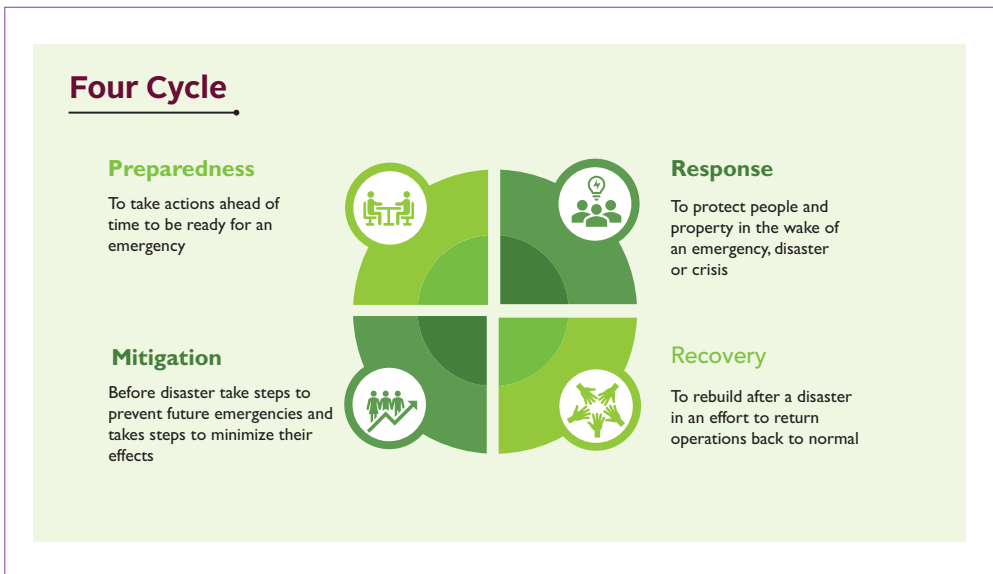 Four Cycle
Preparedness
To take actions ahead of
time to be ready for an
emergency
Response
To protect people and
property in the wake of
an emergency, disaster
or crisis
Mitigation
Before disaster take steps to
prevent future emergencies and
takes steps to minimize their
effects
Recovery
To rebuild after a disaster
in an effort to return
operations back to normal